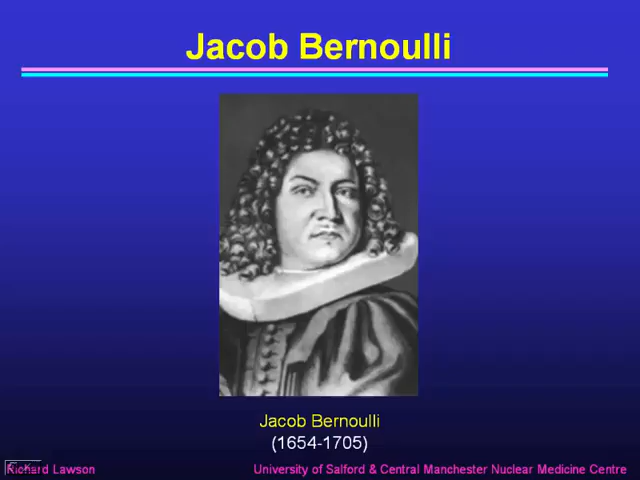 Jacob Bernoulli
Jacob Bernoulli
(1654-1705)
Richard Lawson
University of Salford & Central Manchester Nuclear Medicine Centre